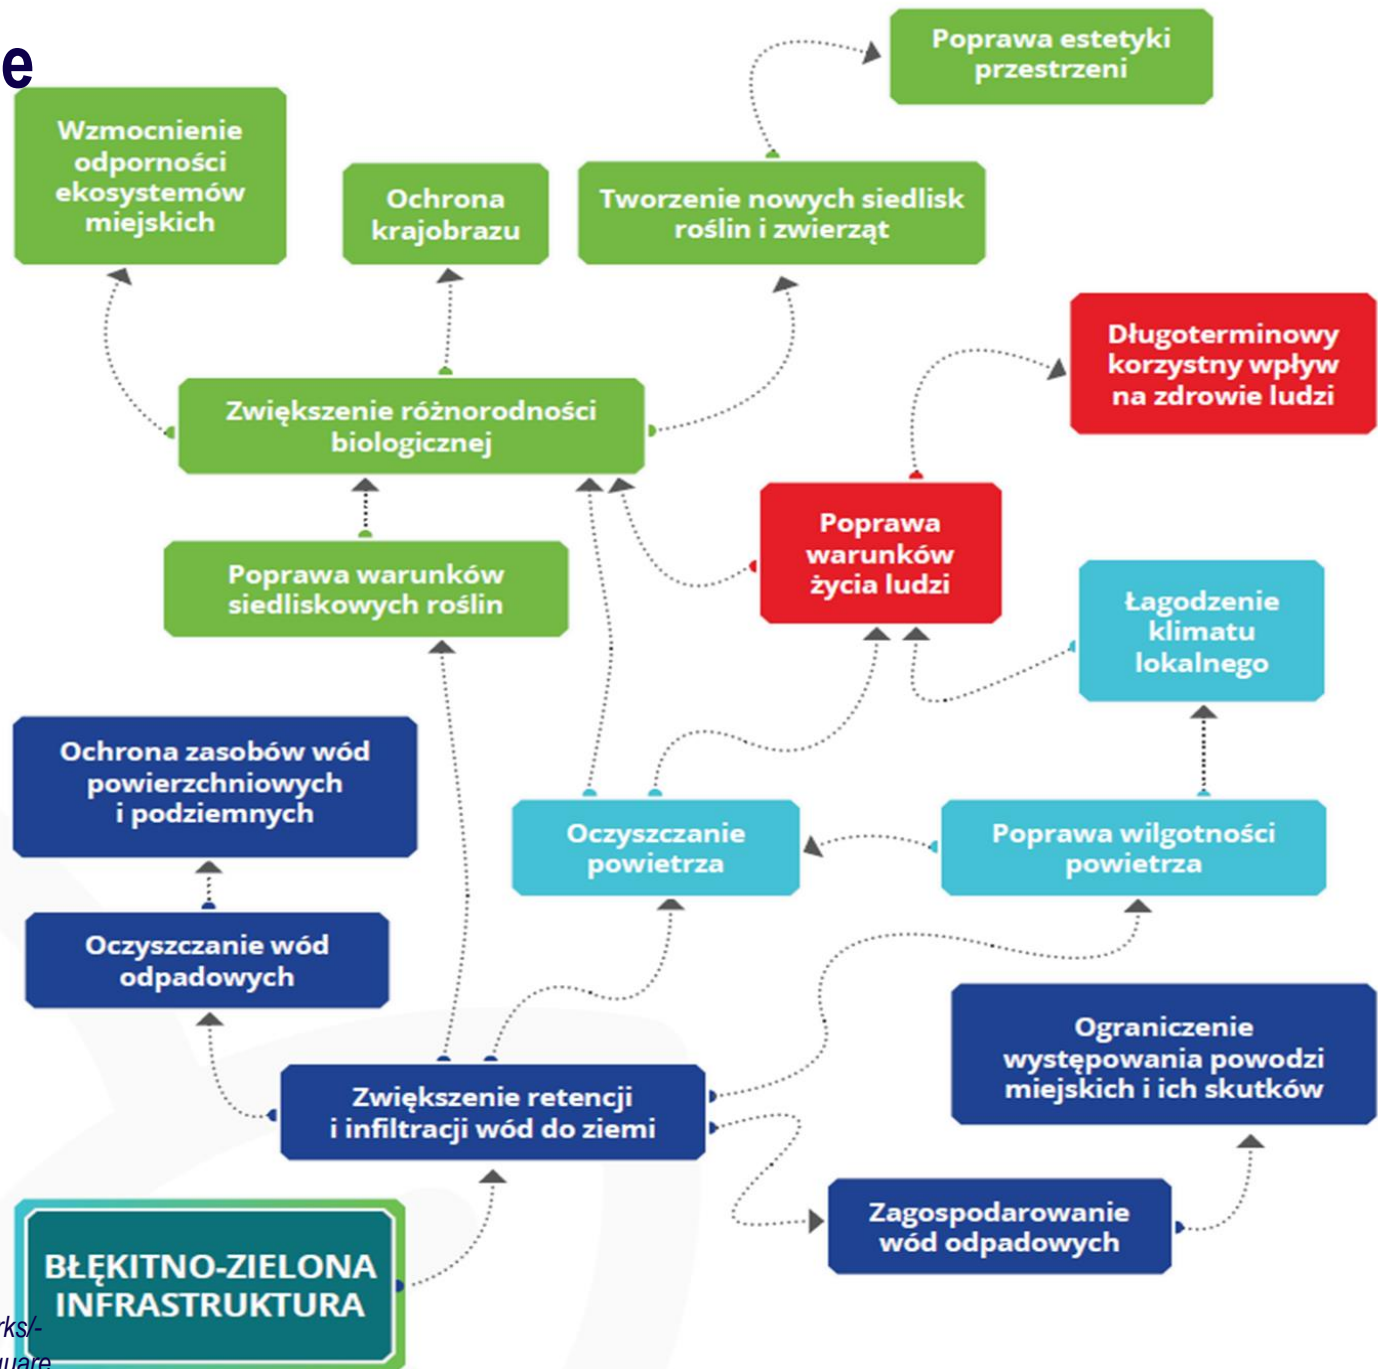 e
Poprawa estetyki
przestrzeni
Wzmocnienie
odporności
ekosystemów
miejskich
Ochrona
krajobrazu
Tworzenie nowych siedlisk
roślin i zwierząt
Długoterminowy
korzystny wpływ
na zdrowie ludzi
Zwiększenie różnorodności
biologicznej
Poprawa
warunków
życia ludzi
Poprawa warunków
siedliskowych roślin
Łagodzenie
klimatu
lokalnego
Ochrona zasobów wód
powierzchniowych
i podziemnych
Oczyszczanie
powietrza
Poprawa wilgotności
powietrza
Oczyszczanie wód
odpadowych
Ograniczenie
występowania powodzi
miejskich i ich skutków
Zwiększenie retencji
i infiltracji wód do ziemi
Zagospodarowanie
wód odpadowych
BŁĘKITNO-ZIELONA
INFRASTRUKTURA
rks/-